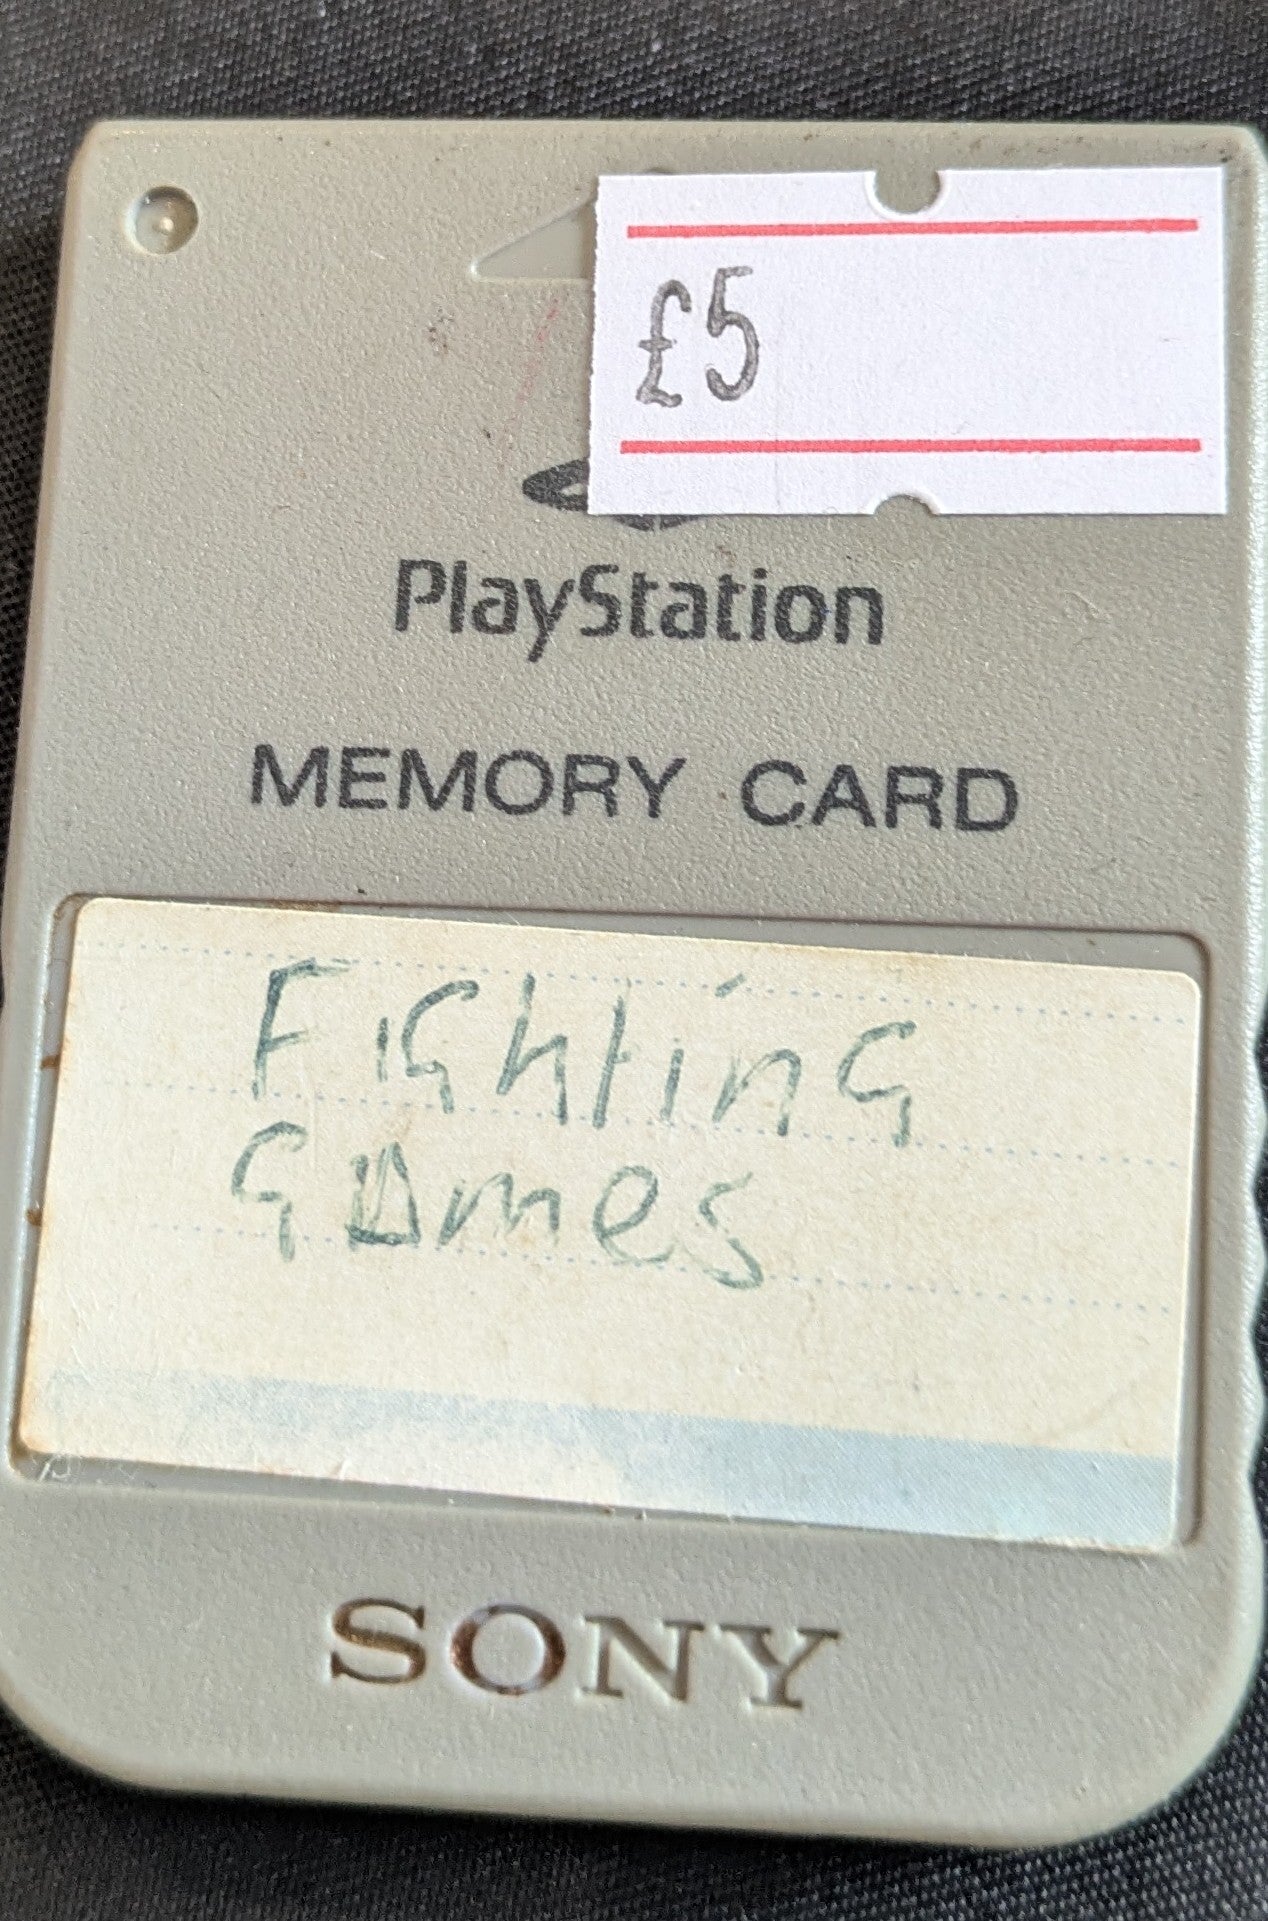 £5
PlayStation
MEMORY CARD
Fighting
Games
SONY